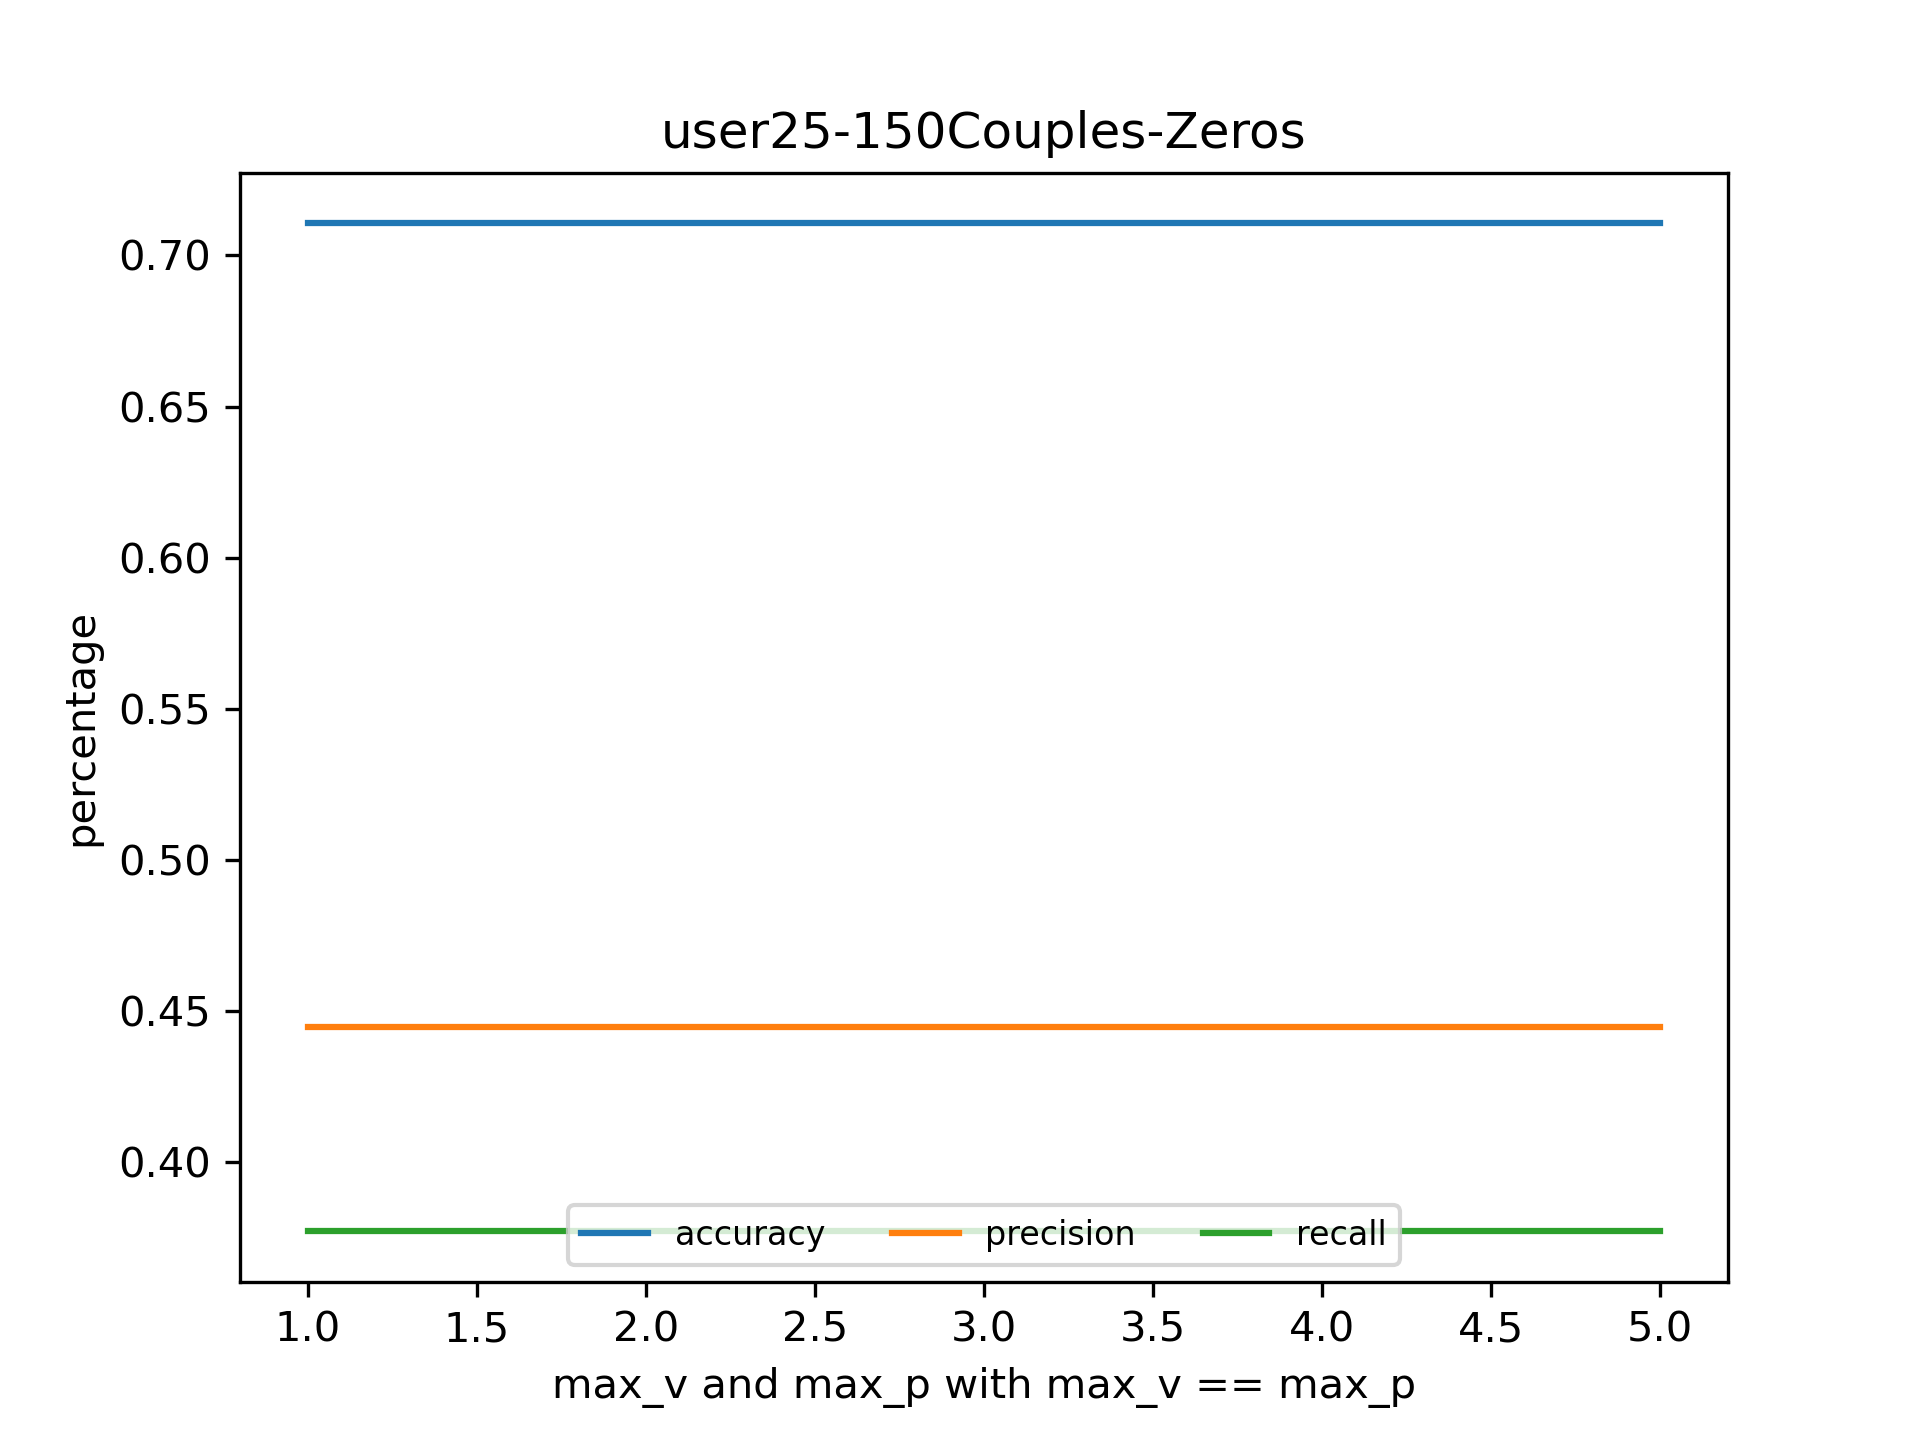 user25-150Couples-Zeros
percentage
0.70
0.65
0.60
0.55
0.50
0.45
0.40
accuracy precision recall
1.0 1.5 2.0 2.5 3.0 3.5 4.0 4.5 5.0
max_v and max_p with max_v == max_p